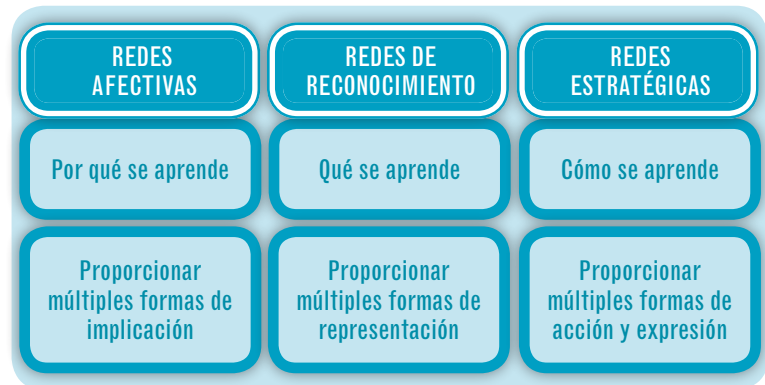 REDES
AFECTIVAS
REDES DE
RECONOCIMIENTO
REDES
ESTRATÉGICAS
Por qué se aprende
Qué se aprende
Cómo se aprende
Proporcionar
múltiples formas de
implicación
Proporcionar
múltiples formas de
representación
Proporcionar
múltiples formas de
acción y expresión